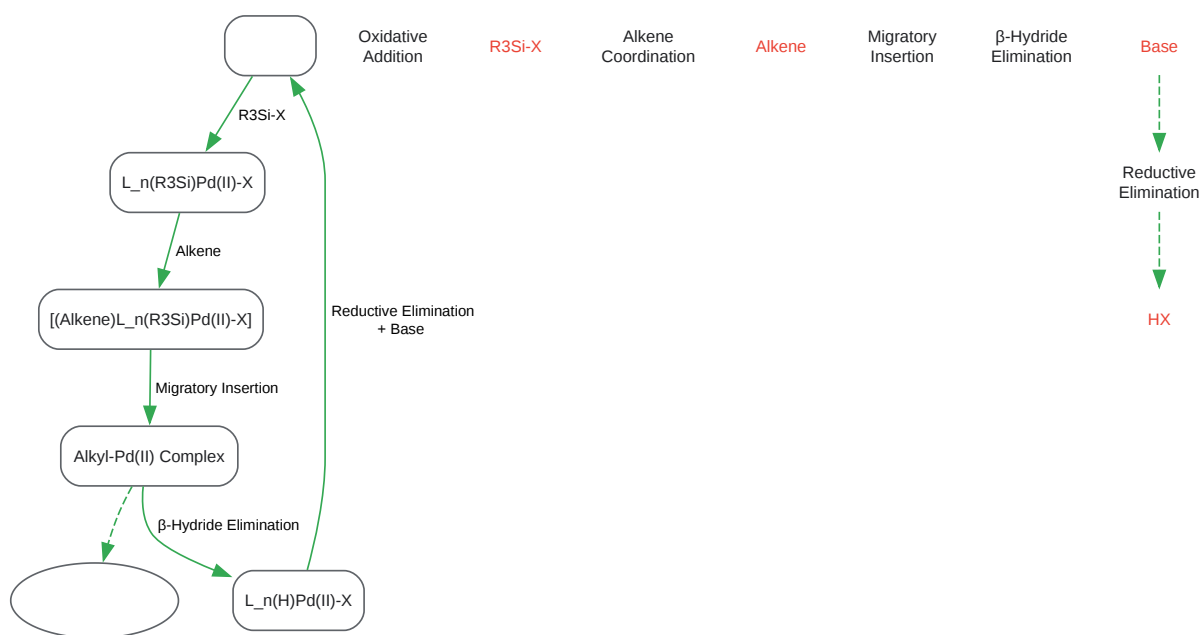 Oxidative
Addition
R3Si-X
Alkene
Coordination
Alkene
Migratory
Insertion
β-Hydride
Elimination
Base
R3Si-X
L_n(R3Si)Pd(II)-X
Reductive
Elimination
Alkene
[(Alkene)L_n(R3Si)Pd(II)-X]
Reductive Elimination
+ Base
HX
Migratory Insertion
Alkyl-Pd(II) Complex
β-Hydride Elimination
L_n(H)Pd(II)-X